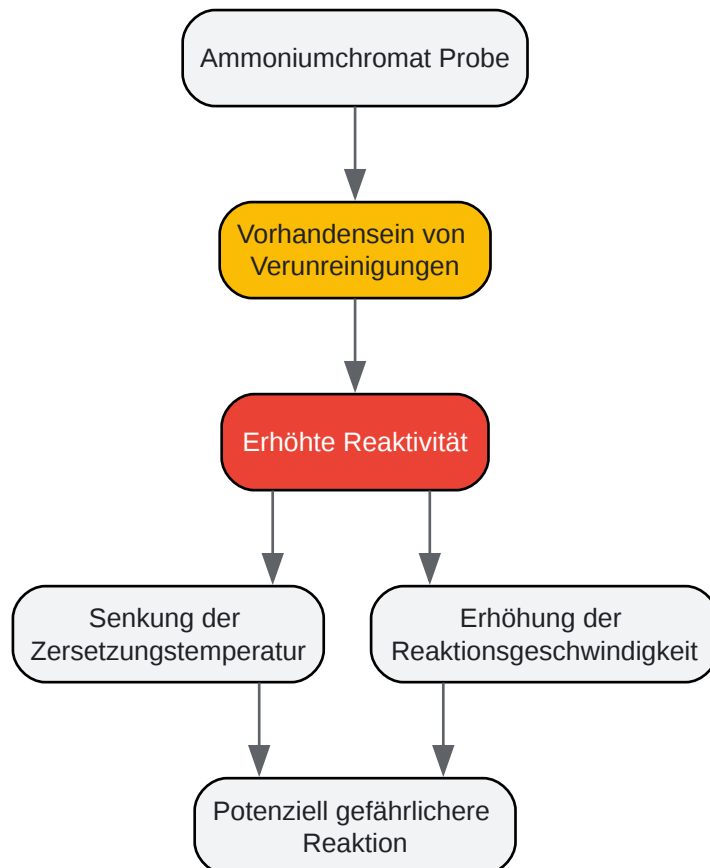 Ammoniumchromat Probe
Vorhandensein von
Verunreinigungen
Erhöhte Reaktivität
Senkung der
Zersetzungstemperatur
Erhöhung der
Reaktionsgeschwindigkeit
Potenziell gefährlichere
Reaktion